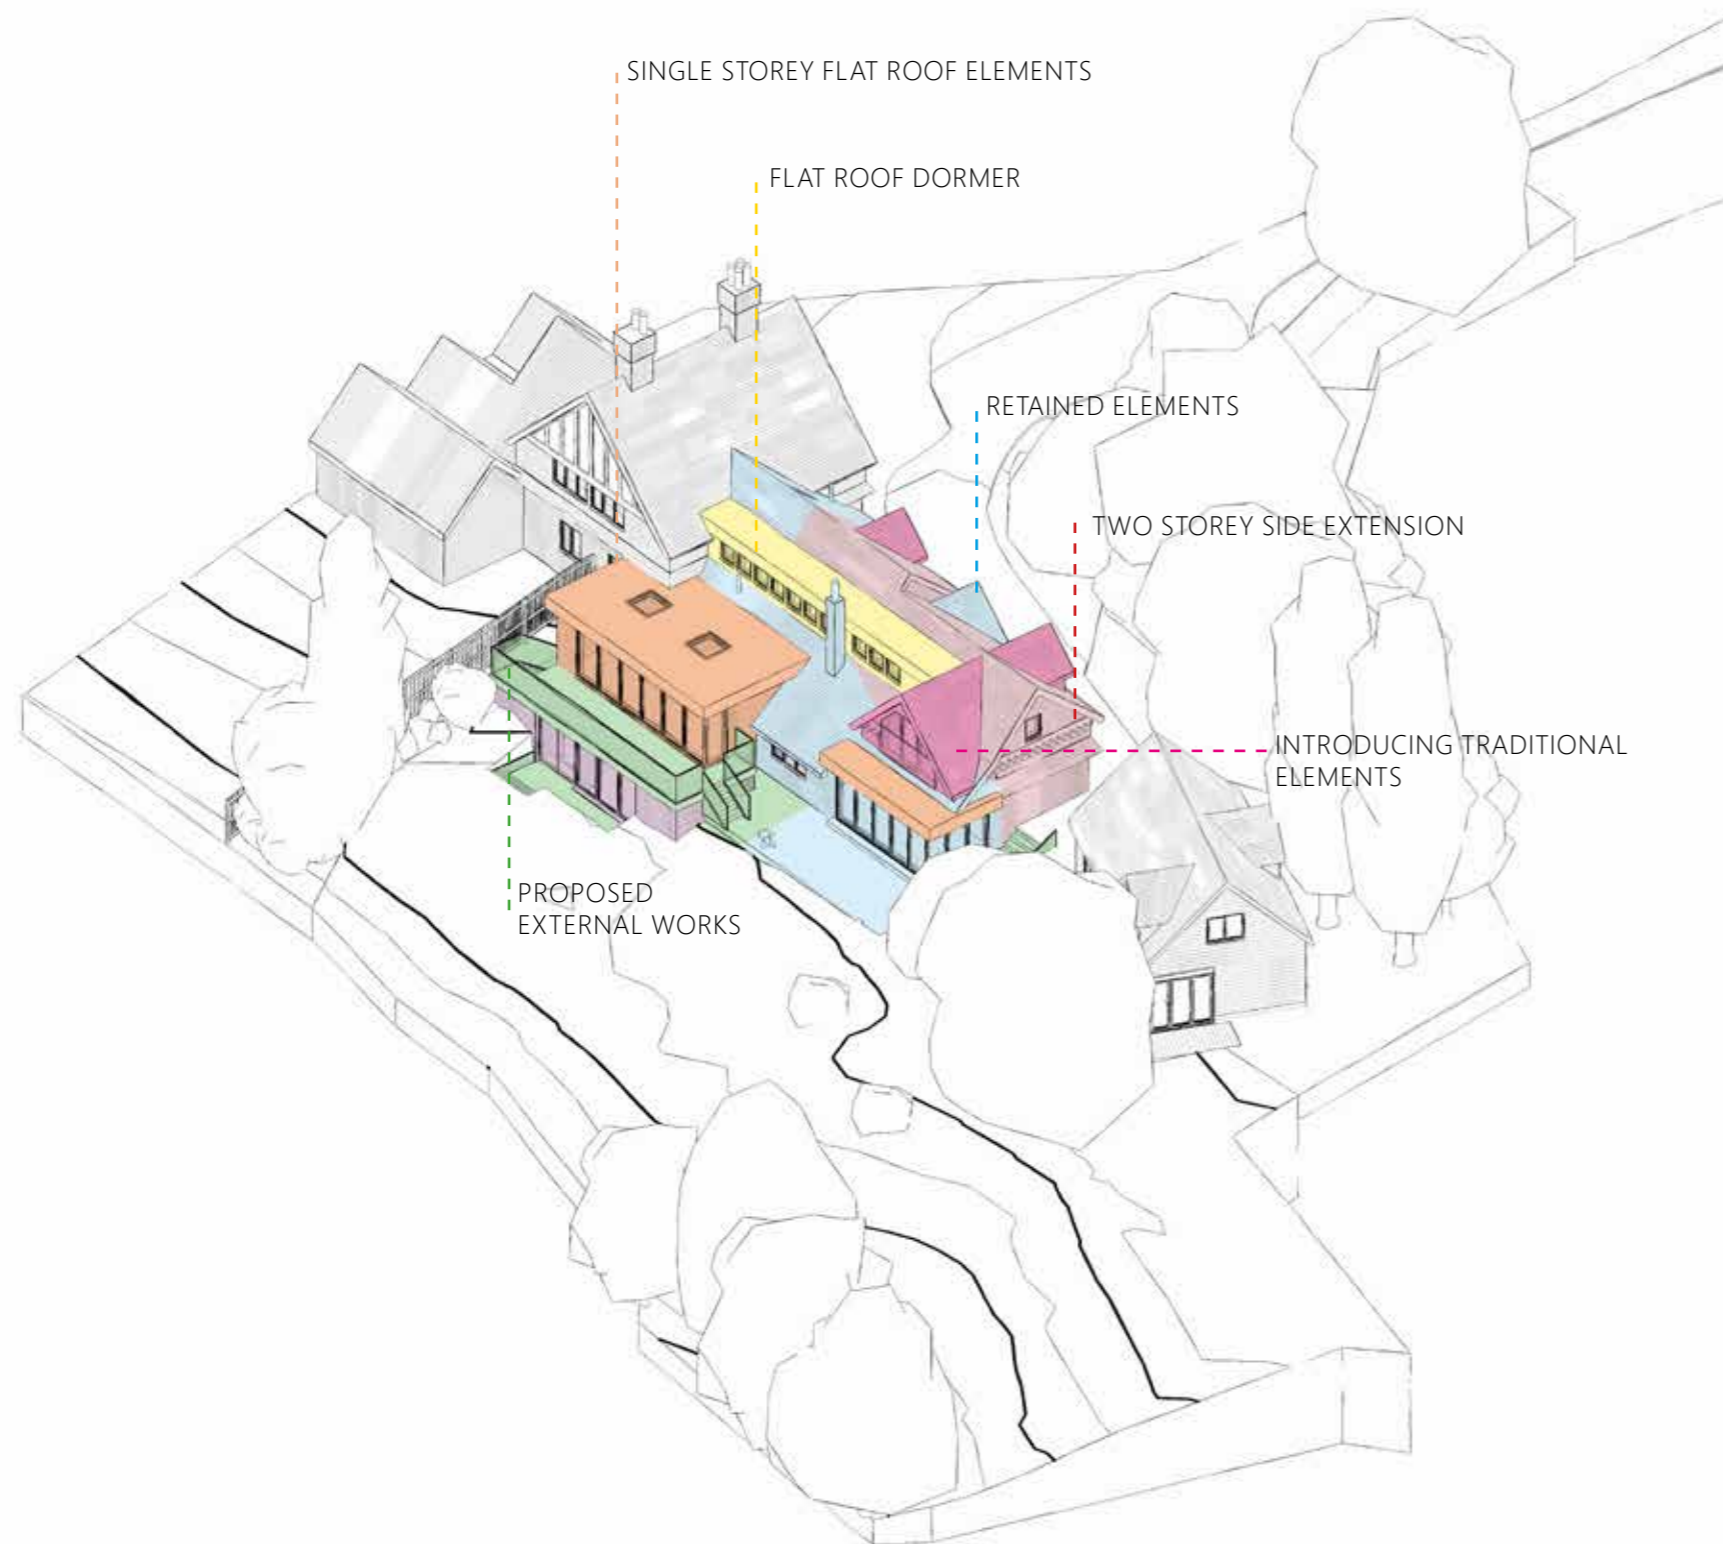 SINGLE STOREY FLAT ROOF ELEMENTS
FLAT ROOF DORMER
RETAINED ELEMENTS
TWO STOREY SIDE EXTENSION
INTRODUCING TRADITIONAL
ELEMENTS
PROPOSED
EXTERNAL WORKS